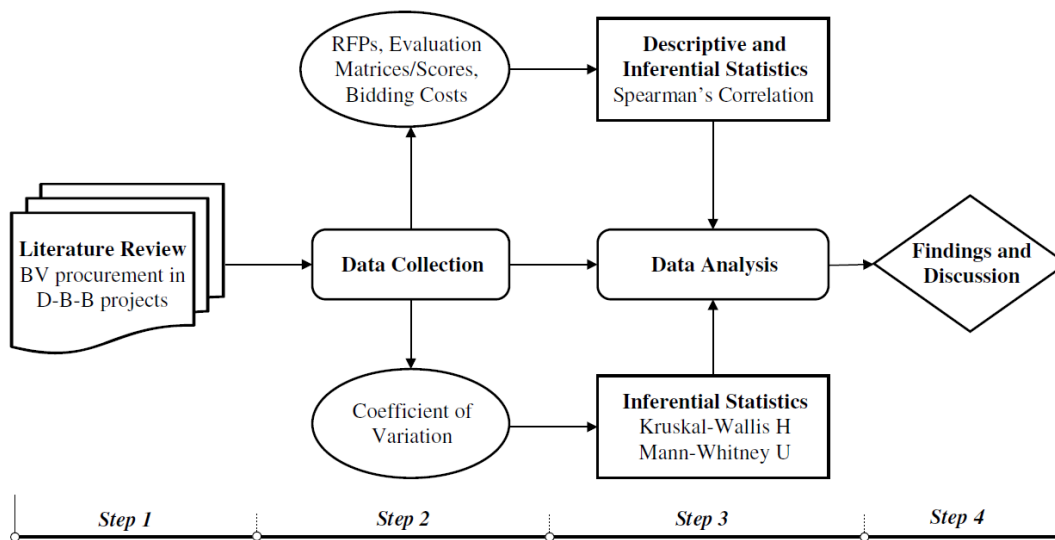 RFPs, Evaluation
Matrices/Scores,
Bidding Costs
Descriptive and
Inferential Statistics
Spearman's Correlation
Literature Review
BV procurement in
D-B-B projects
Data Collection
Data Analysis
Findings and
Discussion
Coefficient of
Variation
Inferential Statistics
Kruskal-Wallis H
Mann-Whitney U
Step 1
Step 2
Step 3
Step 4